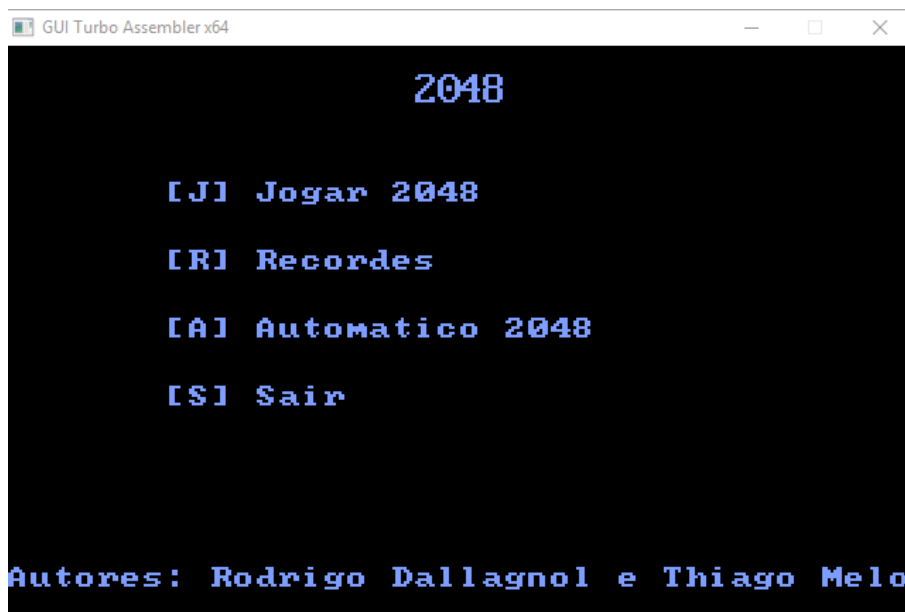 GUI Turbo Assembler x64
2048
[J] Jogar 2048
[R] Recordes
[A] Automatico 2048
[S] Sair
Autores: Rodrigo Dallagnol e Thiago Melo